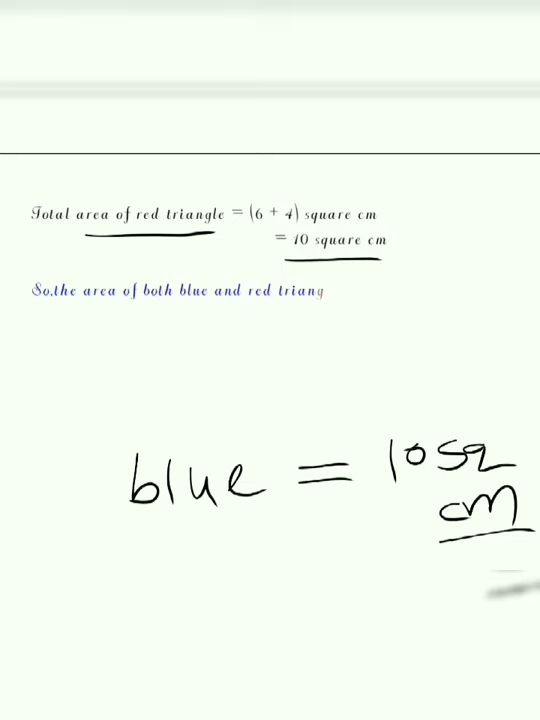 Total area of red triangle = (6 + 4) square cm
= 10 square cm
So,the area of both blue and red triang
blue = 10 sq
cm